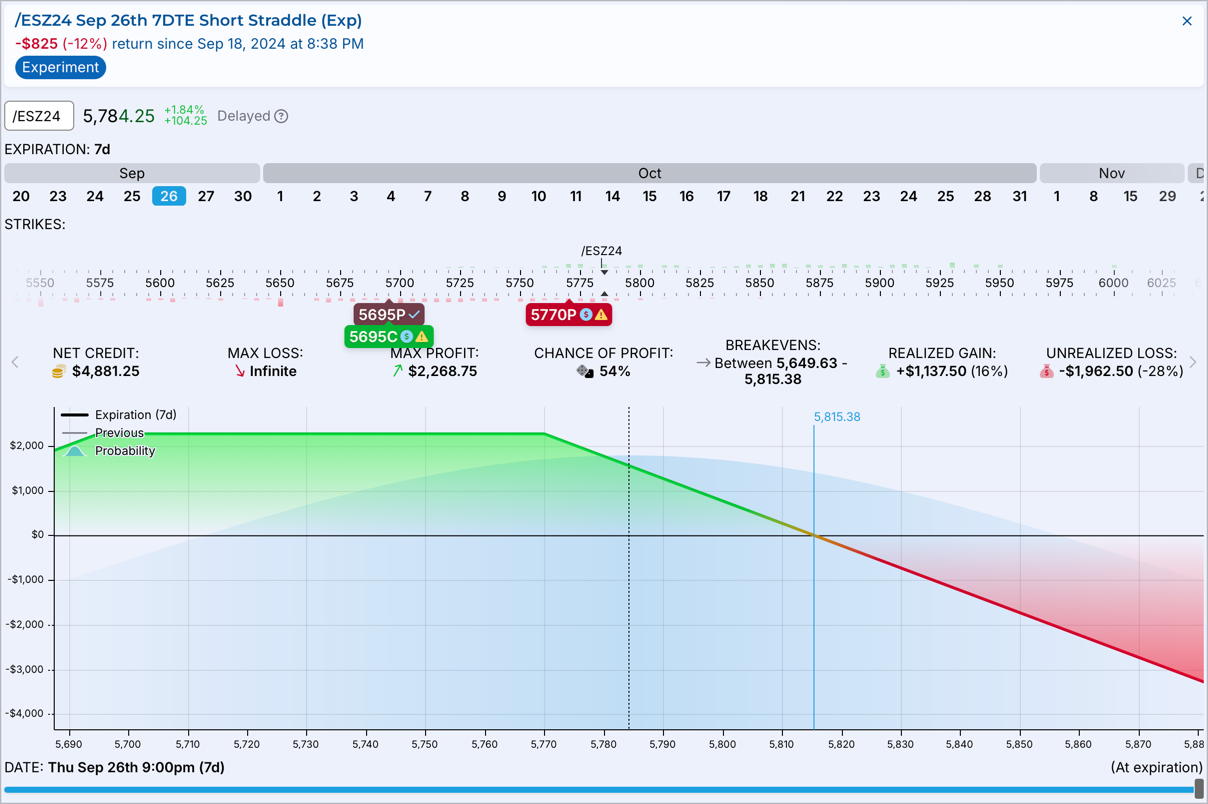 /ESZ24 Sep 26th 7DTE Short Straddle (Exp)
-$825 (-12%) return since Sep 18, 2024 at 8:38 PM
Experiment
/ESZ24 5,784.25 +1.84% +104.25 Delayed ?
EXPIRATION: 7d
Sep Oct Nov D
20 23 24 25 26 27 30 1 2 3 4 7 8 9 10 11 14 15 16 17 18 21 22 23 24 25 28 31 1 8 15 29 2
STRIKES:
/ESZ24
5550 5575 5600 5625 5650 5675 5700 5725 5750 5775 5800 5825 5850 5875 5900 5925 5950 5975 6000 6025
5695P 5770P $
5695C $
NET CREDIT: MAX LOSS: MAX PROFIT: CHANCE OF PROFIT: BREAKEVENS: REALIZED GAIN: UNREALIZED LOSS:
$4,881.25 Infinite $2,268.75 54% Between 5,649.63 - $ +$1,137.50 (16%) $ -$1,962.50 (-28%)
5,815.38
Expiration (7d)
Previous
Probability
5,815.38
$2,000
$1,000
$0
-$1,000
-$2,000
-$3,000
-$4,000
5,690 5,700 5,710 5,720 5,730 5,740 5,750 5,760 5,770 5,780 5,790 5,800 5,810 5,820 5,830 5,840 5,850 5,860 5,870 5,88
DATE: Thu Sep 26th 9:00pm (7d) (At expiration)